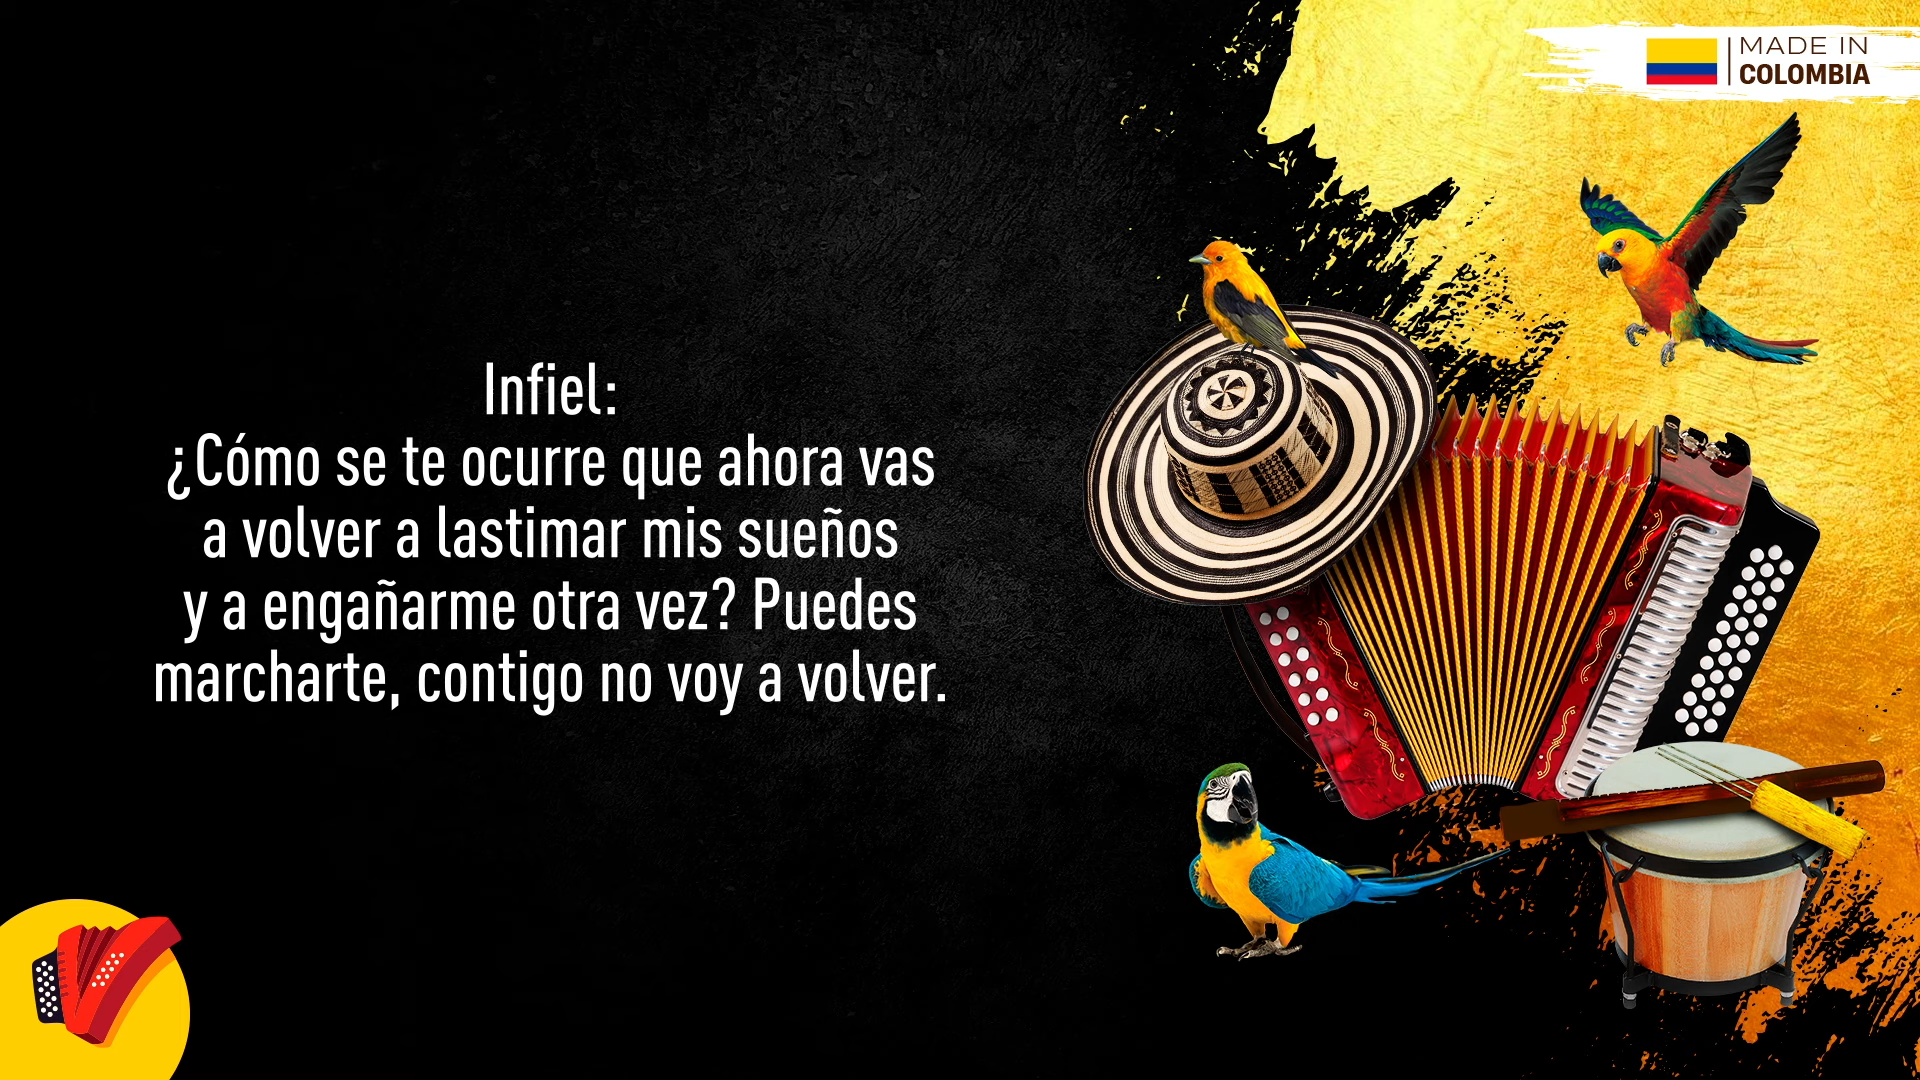 MADE IN
COLOMBIA
Infiel:
¿Cómo se te ocurre que ahora vas
a volver a lastimar mis sueños
y a engañarme otra vez? Puedes
marcharte, contigo no voy a volver.